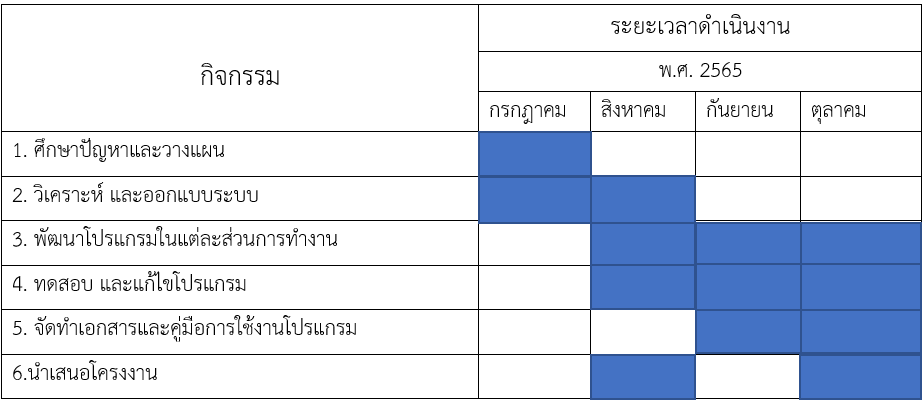 กิจกรรม
ระยะเวลาดำเนินงาน
พ.ศ. 2565
กรกฎาคม สิงหาคม กันยายน ตุลาคม
1. ศึกษาปัญหาและวางแผน
2. วิเคราะห์ และออกแบบระบบ
3. พัฒนาโปรแกรมในแต่ละส่วนการทำงาน
4. ทดสอบ และแก้ไขโปรแกรม
5. จัดทำเอกสารและคู่มือการใช้งานโปรแกรม
6.นำเสนอโครงงาน